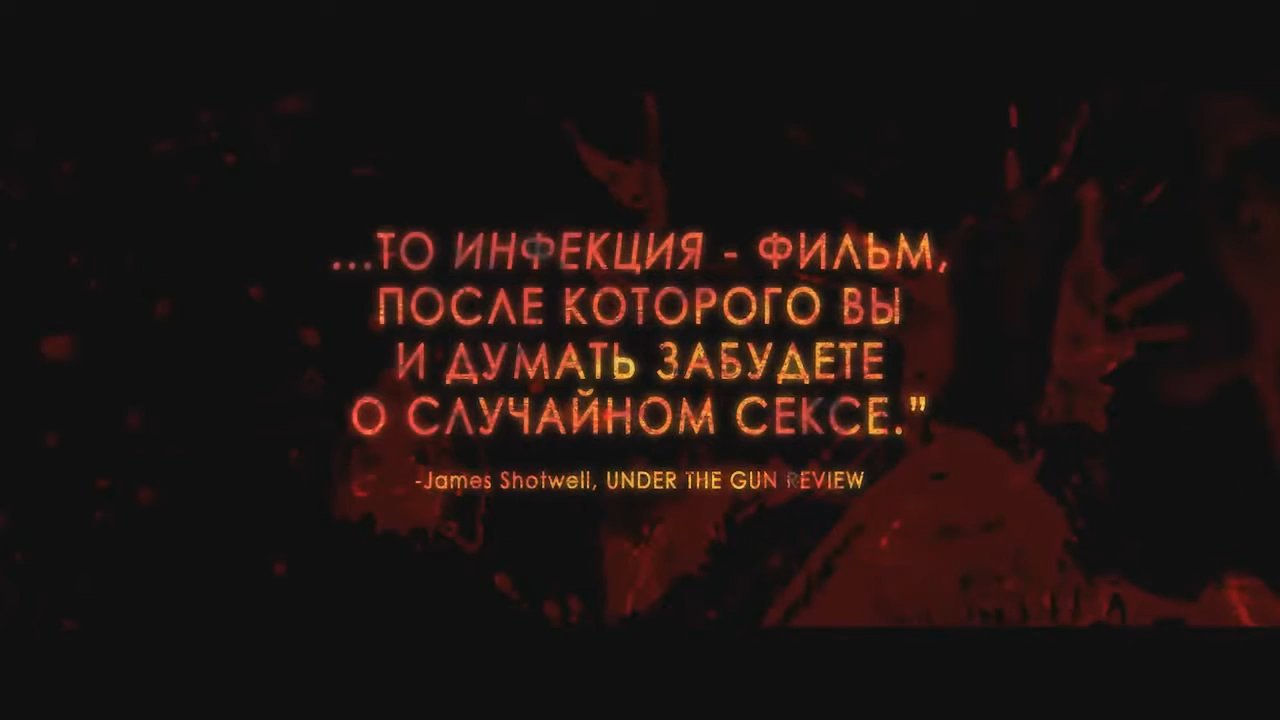 ...ТО ИНФЕКЦИЯ - ФИЛЬМ,
ПОСЛЕ КОТОРОГО ВЫ
И ДУМАТЬ ЗАБУДЕТЕ
О СЛУЧАЙНОМ СЕКСЕ."
-James Shotwell, UNDER THE GUN REVIEW